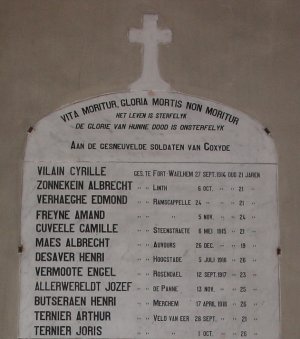 VITA MORITUR, GLORIA MORTIS NON MORITUR
HET LEVEN IS STERFELYK
DE GLORIE VAN HUNNE DOOD IS ONSTERFELYK
AAN DE GESNEUVELDE SOLDATEN VAN COXYDE
VILAIN CYRILLE GES. TE FORT WAELHEM 27 SEPT. 1914 OUD 21 JAREN
ZONNEKEIN ALBRECHT „ „ LINTH 6 OCT. „ „ 21 „
VERHAEGHE EDMOND „ „ RAMSCAPPELLE 24 „ „ „ 21 „
FREYNE AMAND „ „ „ 5 NOV. „ „ 24 „
CUVEELE CAMILLE „ „ STEENSTRAETE 6 MEI 1915 „ 21 „
MAES ALBRECHT „ „ AUVOURS 26 DEC. „ „ 19 „
DESAVER HENRI „ „ HOOGSTADE 5 JULI 1916 „ 26 „
VERMOOTE ENGEL „ „ ROSENDAEL 12 SEPT. 1917 „ 23 „
ALLERWERELDT JOZEF „ „ DE PANNE 13 NOV. „ „ 25 „
BUTSERAEN HENRI „ „ MERCHEM 17 APRIL 1918 „ 26 „
TERNIER ARTHUR „ „ VELD VAN EER 28 SEPT. „ „ 21 „
TERNIER JORIS „ „ „ 1 OCT. „ „ 26 „